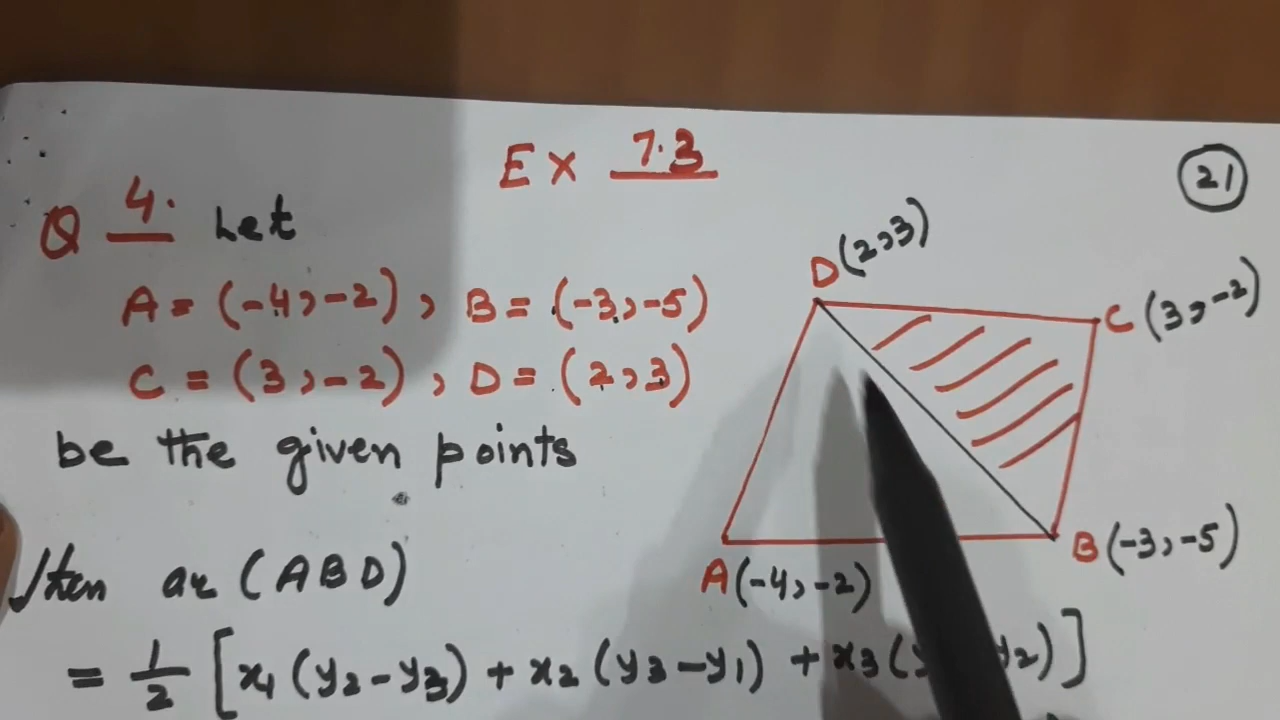 Ex 7.3
21
Q 4. Let
A = (-4,-2), B = (-3,-5)
C = (3,-2), D = (2,3)
be the given points
Then ar (ABD)
= 1/2 [x₁ (y₂-y₃) + x₂ (y₃-y₁) + x₃ (y y₂)]
D (2,3)
C (3,-2)
B (-3,-5)
A (-4,-2)